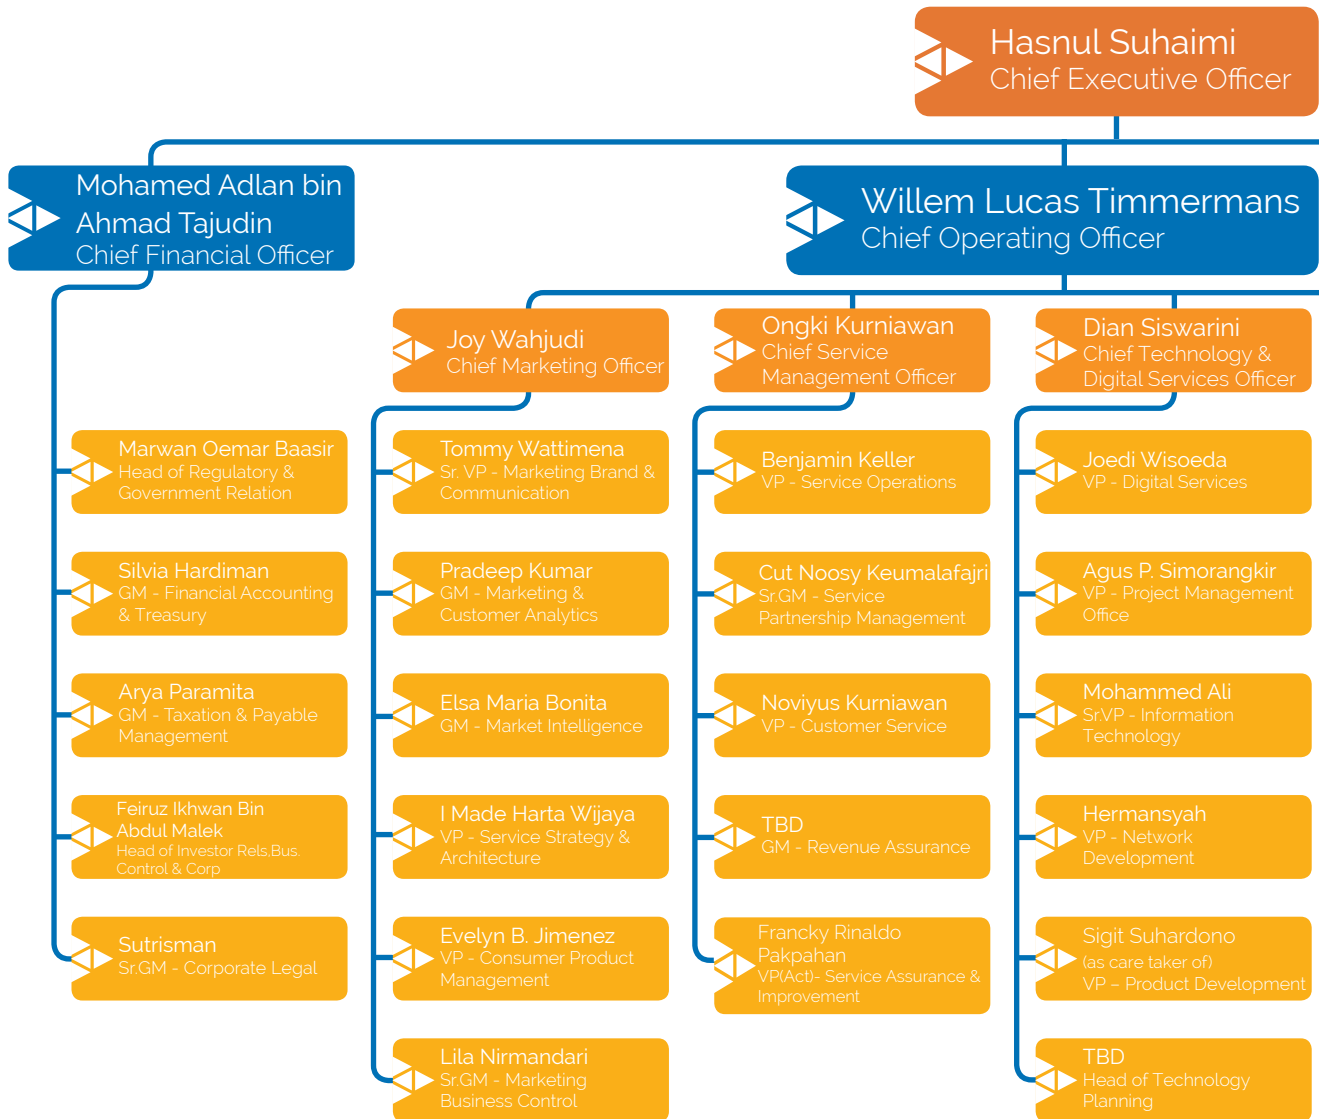 Hasnul Suhaimi
Chief Executive Officer
Mohamed Adlan bin
Ahmad Tajudin
Chief Financial Officer
Willem Lucas Timmermans
Chief Operating Officer
Joy Wahjudi
Chief Marketing Officer
Ongki Kurniawan
Chief Service
Management Officer
Dian Siswarini
Chief Technology &
Digital Services Officer
Marwan Oemar Baasir
Head of Regulatory &
Government Relation
Silvia Hardiman
GM - Financial Accounting
& Treasury
Arya Paramita
GM - Taxation & Payable
Management
Feiruz Ikhwan Bin
Abdul Malek
Head of Investor Rels,Bus.
Control & Corp
Sutrisman
Sr.GM - Corporate Legal
Tommy Wattimena
Sr. VP - Marketing Brand &
Communication
Pradeep Kumar
GM - Marketing &
Customer Analytics
Elsa Maria Bonita
GM - Market Intelligence
I Made Harta Wijaya
VP - Service Strategy &
Architecture
Evelyn B. Jimenez
VP - Consumer Product
Management
Lila Nirmandari
Sr.GM - Marketing
Business Control
Benjamin Keller
VP - Service Operations
Cut Noosy Keumalafajri
Sr.GM - Service
Partnership Management
Noviyus Kurniawan
VP - Customer Service
TBD
GM - Revenue Assurance
Francky Rinaldo
Pakpahan
VP(Act)- Service Assurance &
Improvement
Joedi Wisoeda
VP - Digital Services
Agus P. Simorangkir
VP - Project Management
Office
Mohammed Ali
Sr.VP - Information
Technology
Hermansyah
VP - Network
Development
Sigit Suhardono
(as care taker of)
VP – Product Development
TBD
Head of Technology
Planning